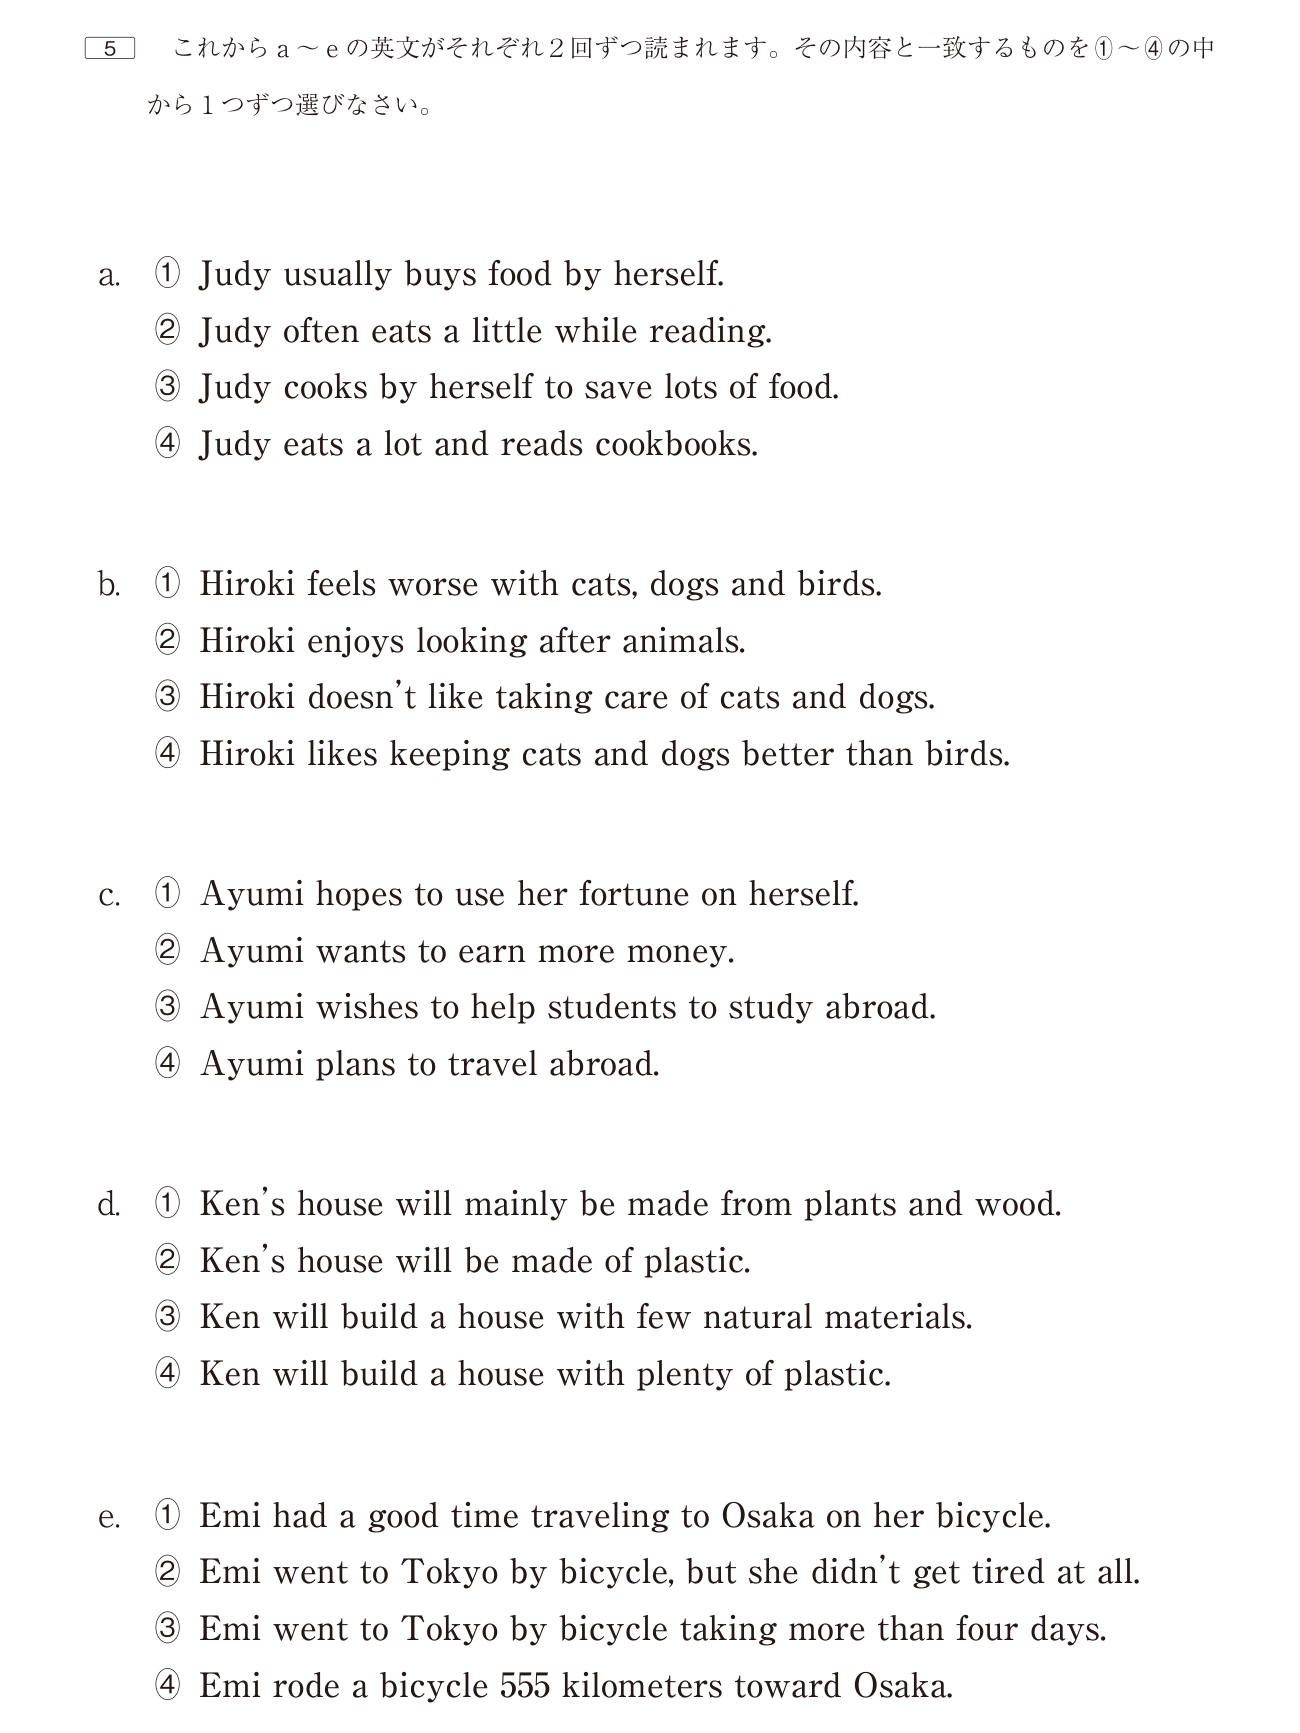 5 これからａ～ｅの英文がそれぞれ２回ずつ読まれます。その内容と一致するものを①～④の中
から１つずつ選びなさい。
a. ① Judy usually buys food by herself.
② Judy often eats a little while reading.
③ Judy cooks by herself to save lots of food.
④ Judy eats a lot and reads cookbooks.
b. ① Hiroki feels worse with cats, dogs and birds.
② Hiroki enjoys looking after animals.
③ Hiroki doesn't like taking care of cats and dogs.
④ Hiroki likes keeping cats and dogs better than birds.
c. ① Ayumi hopes to use her fortune on herself.
② Ayumi wants to earn more money.
③ Ayumi wishes to help students to study abroad.
④ Ayumi plans to travel abroad.
d. ① Ken's house will mainly be made from plants and wood.
② Ken's house will be made of plastic.
③ Ken will build a house with few natural materials.
④ Ken will build a house with plenty of plastic.
e. ① Emi had a good time traveling to Osaka on her bicycle.
② Emi went to Tokyo by bicycle, but she didn't get tired at all.
③ Emi went to Tokyo by bicycle taking more than four days.
④ Emi rode a bicycle 555 kilometers toward Osaka.